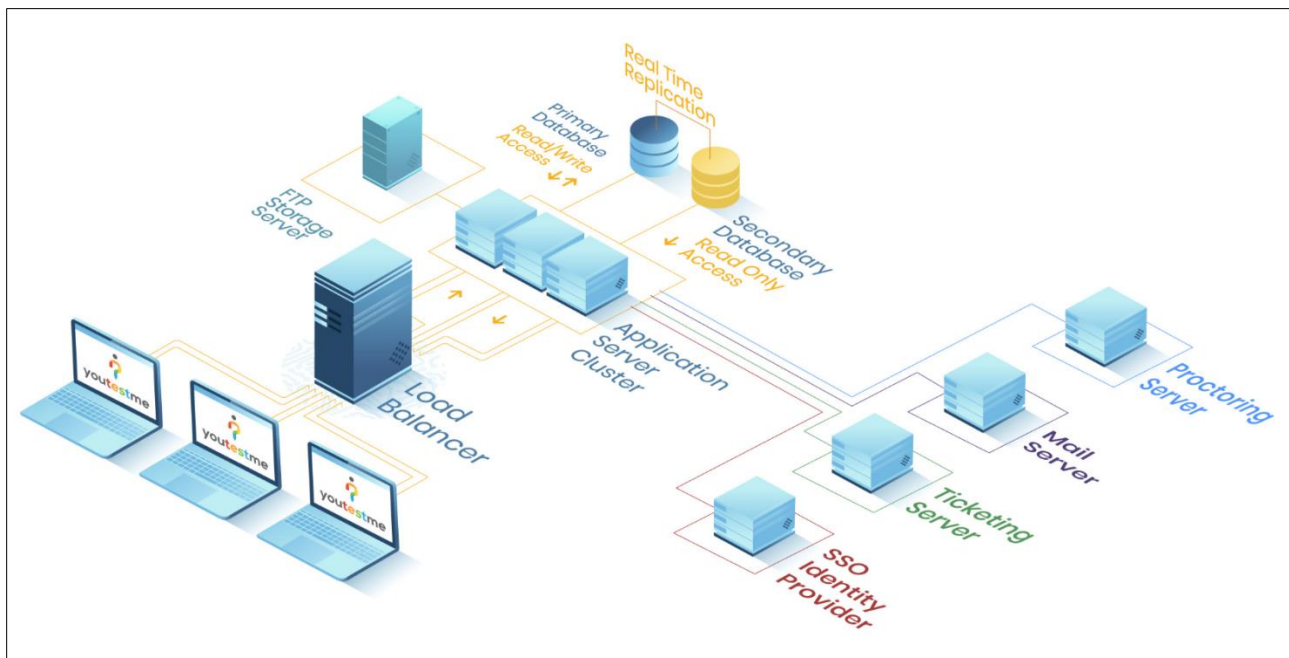 Real Time
Replication
Primary
Database
Read/Write
Access
FTP
Storage
Server
Secondary
Database
Read Only
Access
Application
Server
Cluster
Load
Balancer
youtestme
youtestme
youtestme
Proctoring
Server
Mail
Server
Ticketing
Server
SSO
Identity
Provider